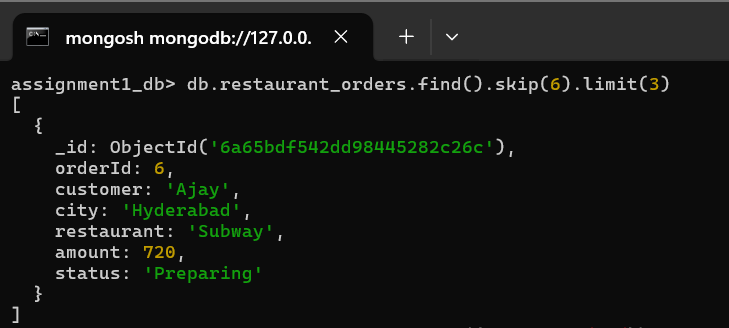 mongosh mongodb://127.0.0.
assignment1_db> db.restaurant_orders.find().skip(6).limit(3)
[
  {
    _id: ObjectId('6a65bdf542dd98445282c26c'),
    orderId: 6,
    customer: 'Ajay',
    city: 'Hyderabad',
    restaurant: 'Subway',
    amount: 720,
    status: 'Preparing'
  }
]